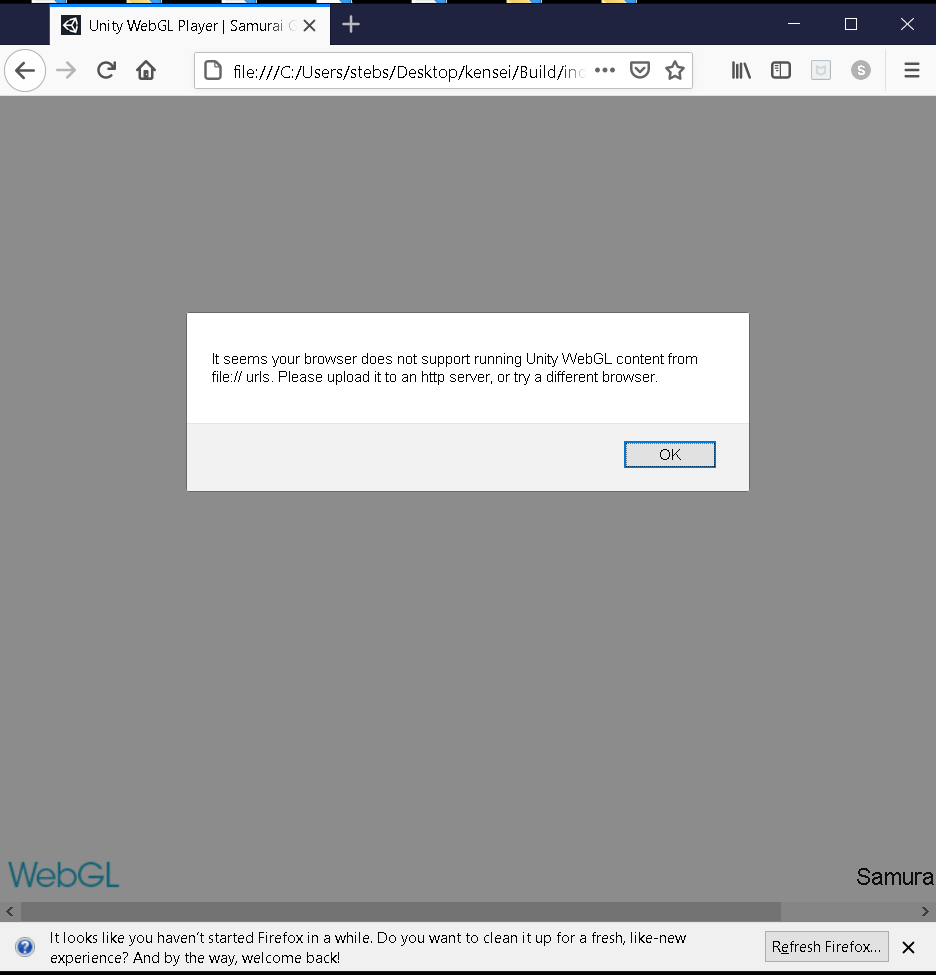 Unity WebGL Player | Samurai
file:///C:/Users/stebs/Desktop/kensei/Build/
S
It seems your browser does not support running Unity WebGL content from
file:// urls. Please upload it to an http server, or try a different browser.
OK
WebGL
Samura
It looks like you haven't started Firefox in a while. Do you want to clean it up for a fresh, like-new
experience? And by the way, welcome back!
Refresh Firefox...